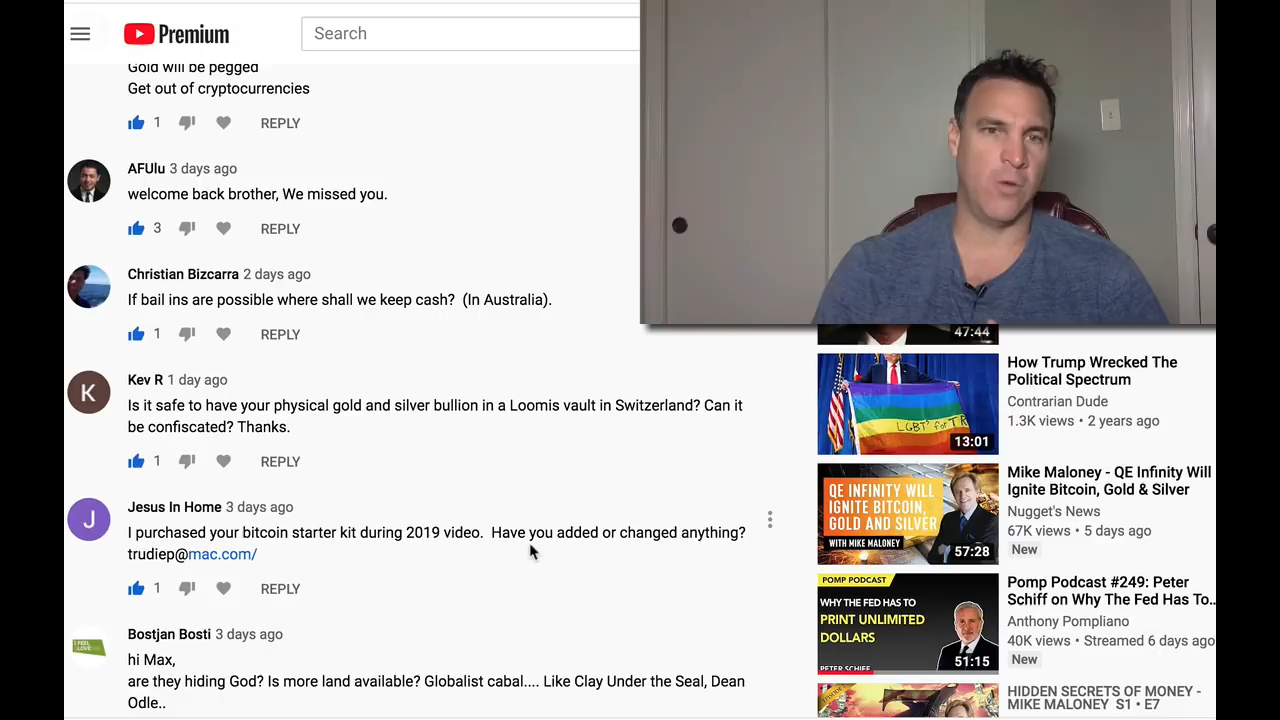 Premium
Search
Gold will be pegged
Get out of cryptocurrencies
1
REPLY
AFUlu 3 days ago
welcome back brother, We missed you.
3
REPLY
Christian Bizcarra 2 days ago
If bail ins are possible where shall we keep cash? (In Australia).
1
REPLY
K
Kev R 1 day ago
Is it safe to have your physical gold and silver bullion in a Loomis vault in Switzerland? Can it
be confiscated? Thanks.
1
REPLY
J
Jesus In Home 3 days ago
I purchased your bitcoin starter kit during 2019 video. Have you added or changed anything?
trudiep@mac.com/
1
REPLY
I FEEL
LOVE
Bostjan Bosti 3 days ago
hi Max,
are they hiding God? Is more land available? Globalist cabal.... Like Clay Under the Seal, Dean
Odle..
47:44
LGBT's for TR
13:01
How Trump Wrecked The
Political Spectrum
Contrarian Dude
1.3K views • 2 years ago
QE INFINITY WILL
IGNITE BITCOIN,
GOLD AND SILVER
WITH MIKE MALONEY
57:28
Mike Maloney - QE Infinity Will
Ignite Bitcoin, Gold & Silver
Nugget's News
67K views • 5 days ago
New
POMP PODCAST
WHY THE FED HAS TO
PRINT UNLIMITED
DOLLARS
PETER SCHIFF
51:15
Pomp Podcast #249: Peter
Schiff on Why The Fed Has To..
Anthony Pompliano
40K views • Streamed 6 days ago
New
HIDDEN SECRETS OF MONEY -
MIKE MALONEY S1 • E7